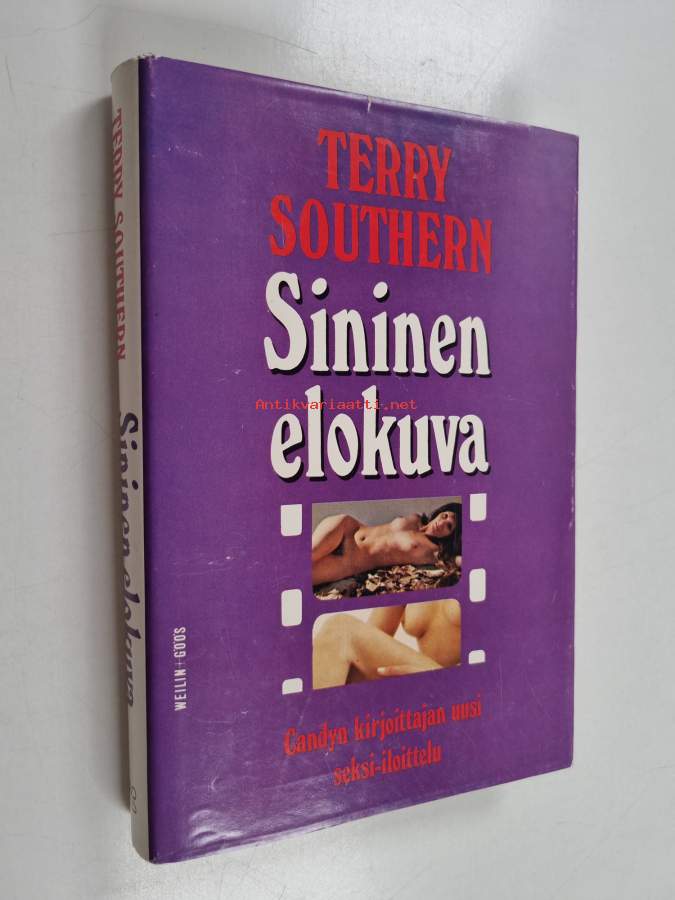 TERRY
SOUTHERN
Sininen
elokuva
Antikvariaatti.net
Candyn kirjoittajan uusi
seksi-iloittelu
WEILIN+GÖÖS
TERRY SOUTHERN
Sininen elokuva